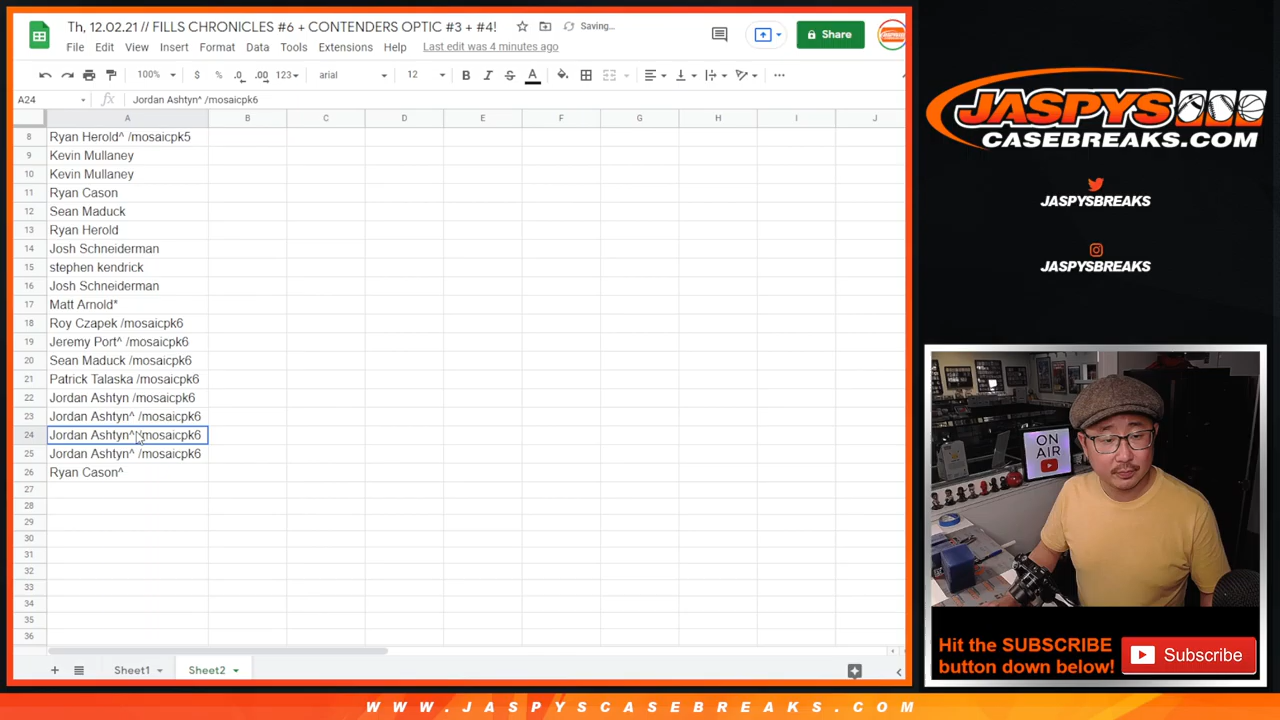 Th, 12.02.21 // FILLS CHRONICLES #6 + CONTENDERS OPTIC #3 + #4!
Saving...
File Edit View Insert Format Data Tools Extensions Help Last edit was 4 minutes ago
Share
100% $ % .0 .00 123 arial 12 B I S A
A24 fx Jordan Ashtyn^ /mosaicpk6
A B C D E F G H I J
8 Ryan Herold^ /mosaicpk5
9 Kevin Mullaney
10 Kevin Mullaney
11 Ryan Cason
12 Sean Maduck
13 Ryan Herold
14 Josh Schneiderman
15 stephen kendrick
16 Josh Schneiderman
17 Matt Arnold*
18 Roy Czapek /mosaicpk6
19 Jeremy Port^ /mosaicpk6
20 Sean Maduck /mosaicpk6
21 Patrick Talaska /mosaicpk6
22 Jordan Ashtyn /mosaicpk6
23 Jordan Ashtyn^ /mosaicpk6
24 Jordan Ashtyn^ /mosaicpk6
25 Jordan Ashtyn^ /mosaicpk6
26 Ryan Cason^
27
28
29
30
31
32
33
34
35
36
Sheet1 Sheet2
JASPYS
CASEBREAKS.COM
JASPYSBREAKS
JASPYSBREAKS
ON
AIR
Hit the SUBSCRIBE
button down below!
Subscribe
WWW.JASPYSCASEBREAKS.COM